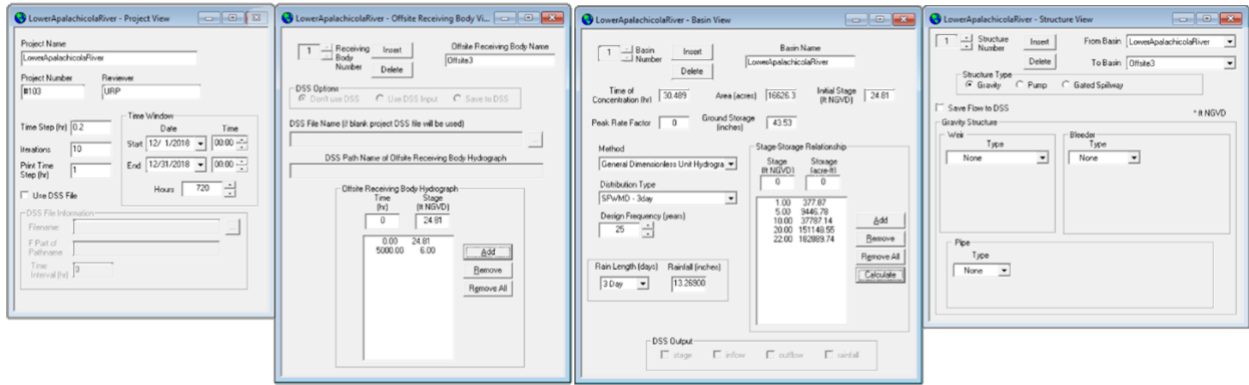 LowerApalachicolaRiver - Project View
Project Name
LowerApalachicolaRiver
Project Number Reviewer
#103 URP
Time Step (hr) 0.2
Iterations 10
Print Time Step (hr) 1
Use DSS File
Time Window
Date Time
Start 12/ 1/2018 00:00
End 12/31/2018 00:00
Hours 720
DSS File Information
Filename
F Part of Pathname
Time Interval (hr) 0
LowerApalachicolaRiver - Offsite Receiving Body Vi...
1 Receiving Body Number
Insert
Delete
Offsite Receiving Body Name
Offsite3
DSS Options
Don't use DSS Use DSS Input Save to DSS
DSS File Name (if blank project DSS file will be used)
DSS Path Name of Offsite Receiving Body Hydrograph
Offsite Receiving Body Hydrograph
Time (hr) Stage (ft NGVD)
0 24.81
0.00 24.81
5000.00 6.00
Add
Remove
Remove All
LowerApalachicolaRiver - Basin View
1 Basin Number
Insert
Delete
Basin Name
LowerApalachicolaRiver
Time of Concentration (hr) 30.489
Area (acres) 16626.3
Initial Stage (ft NGVD) 24.81
Peak Rate Factor 0
Ground Storage (inches) 43.53
Method
General Dimensionless Unit Hydrogra
Distribution Type
SFWMD - 3day
Design Frequency (years)
25
Rain Length (days) Rainfall (inches)
3 Day 13.26900
Stage-Storage Relationship
Stage (ft NGVD) Storage (acre-ft)
0 0
1.00 377.87
5.00 9446.78
10.00 37787.14
20.00 151148.55
22.00 182889.74
Add
Remove
Remove All
Calculate
DSS Output
stage inflow outflow rainfall
LowerApalachicolaRiver - Structure View
1 Structure Number
Insert
Delete
From Basin LowerApalachicolaRiver
To Basin Offsite3
Structure Type
Gravity Pump Gated Spillway
Save Flow to DSS
* ft NGVD
Gravity Structure
Weir
Type
None
Bleeder
Type
None
Pipe
Type
None